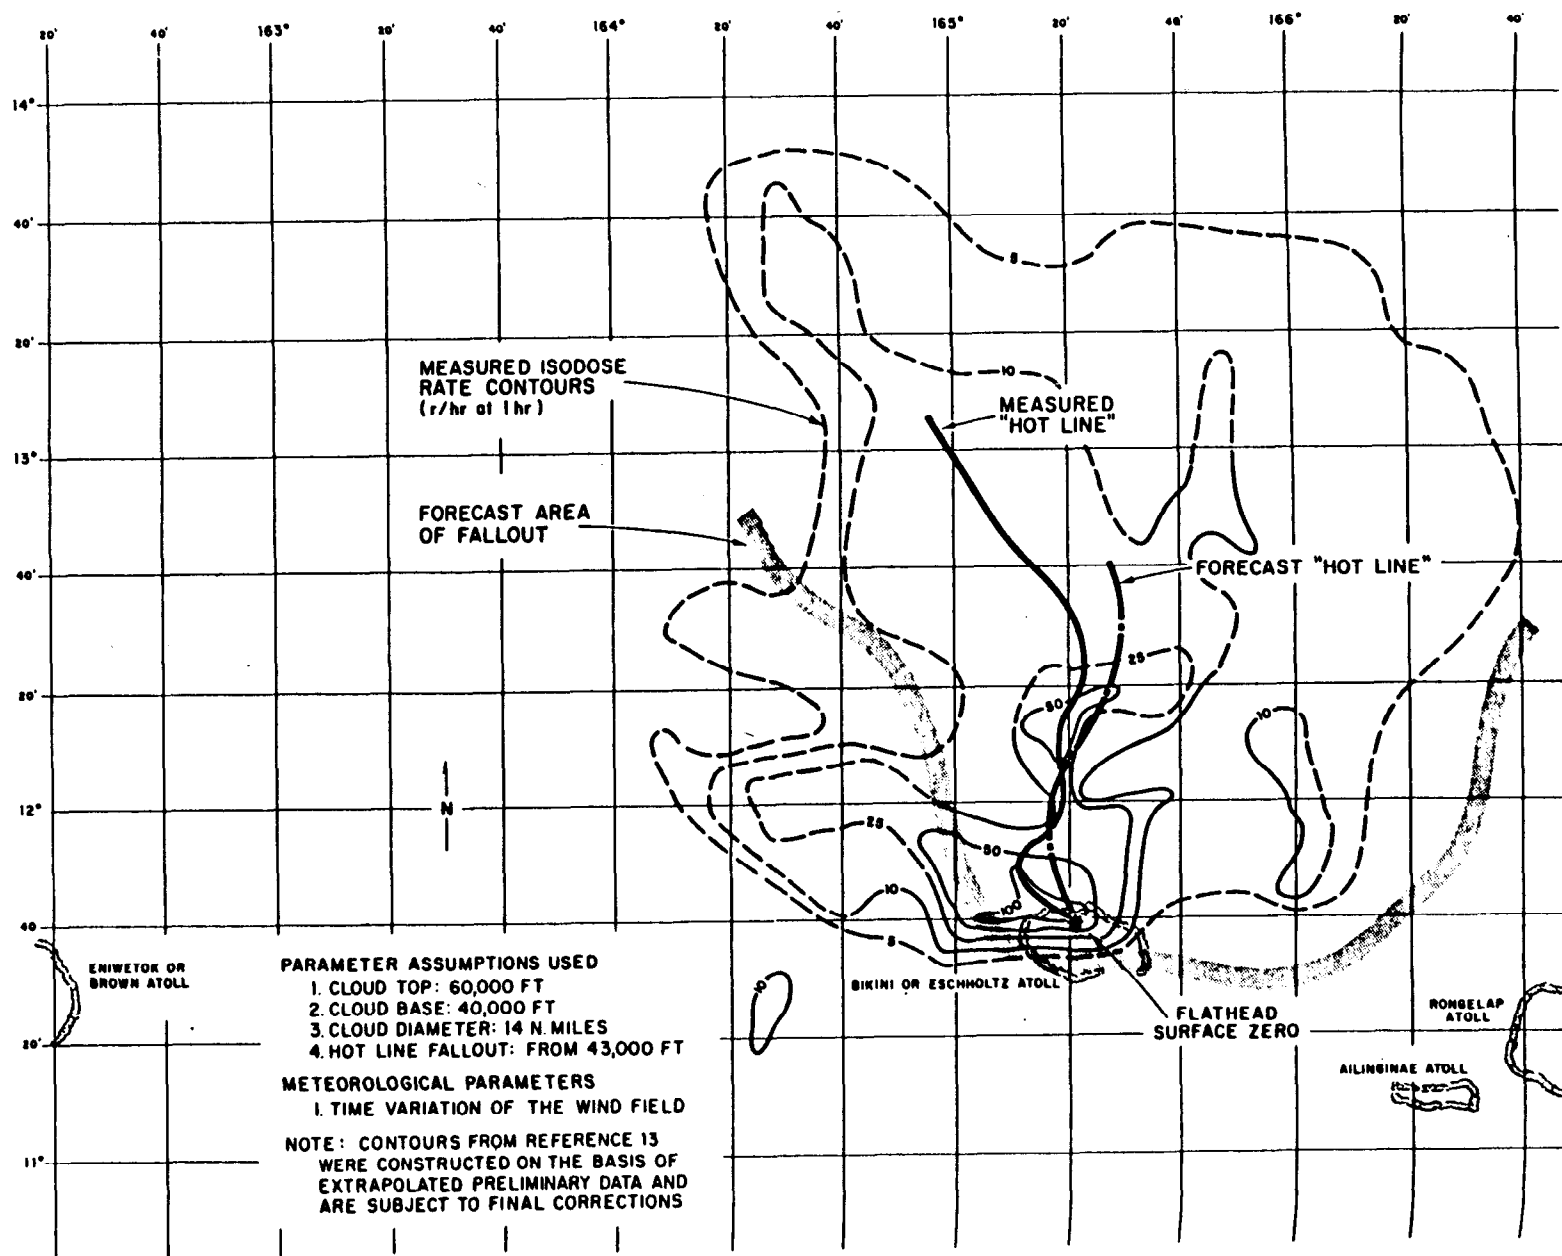 20' 40' 163° 20' 40' 164° 20' 40' 165° 20' 40' 166° 20' 40'
14°
40'
5
20'
MEASURED ISODOSE
RATE CONTOURS
(r/hr at 1 hr)
10
MEASURED
"HOT LINE"
13°
FORECAST AREA
OF FALLOUT
40'
FORECAST "HOT LINE"
25
20'
50
10
12°
N
25
50
10
100
40
5
ENIWETOK OR
BROWN ATOLL
PARAMETER ASSUMPTIONS USED
1. CLOUD TOP: 60,000 FT
2. CLOUD BASE: 40,000 FT
3. CLOUD DIAMETER: 14 N. MILES
4. HOT LINE FALLOUT: FROM 43,000 FT
10
BIKINI OR ESCHHOLTZ ATOLL
FLATHEAD
SURFACE ZERO
RONGELAP
ATOLL
20'
AILINGINAE ATOLL
METEOROLOGICAL PARAMETERS
1. TIME VARIATION OF THE WIND FIELD
NOTE: CONTOURS FROM REFERENCE 13
WERE CONSTRUCTED ON THE BASIS OF
EXTRAPOLATED PRELIMINARY DATA AND
ARE SUBJECT TO FINAL CORRECTIONS
11°